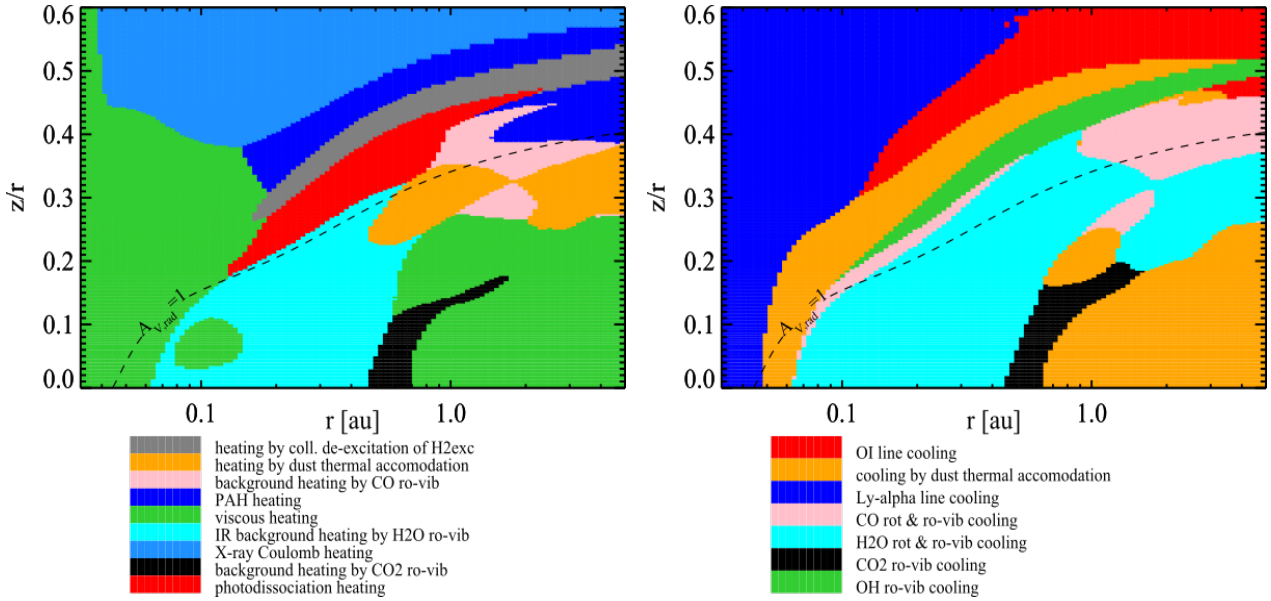 0.6
0.5
0.4
0.3
0.2
0.1
0.0
z/r
A V,rad =1
0.1
1.0
r [au]
heating by coll. de-excitation of H2exc
heating by dust thermal accomodation
background heating by CO ro-vib
PAH heating
viscous heating
IR background heating by H2O ro-vib
X-ray Coulomb heating
background heating by CO2 ro-vib
photodissociation heating
0.6
0.5
0.4
0.3
0.2
0.1
0.0
z/r
A V,rad =1
0.1
1.0
r [au]
OI line cooling
cooling by dust thermal accomodation
Ly-alpha line cooling
CO rot & ro-vib cooling
H2O rot & ro-vib cooling
CO2 ro-vib cooling
OH ro-vib cooling